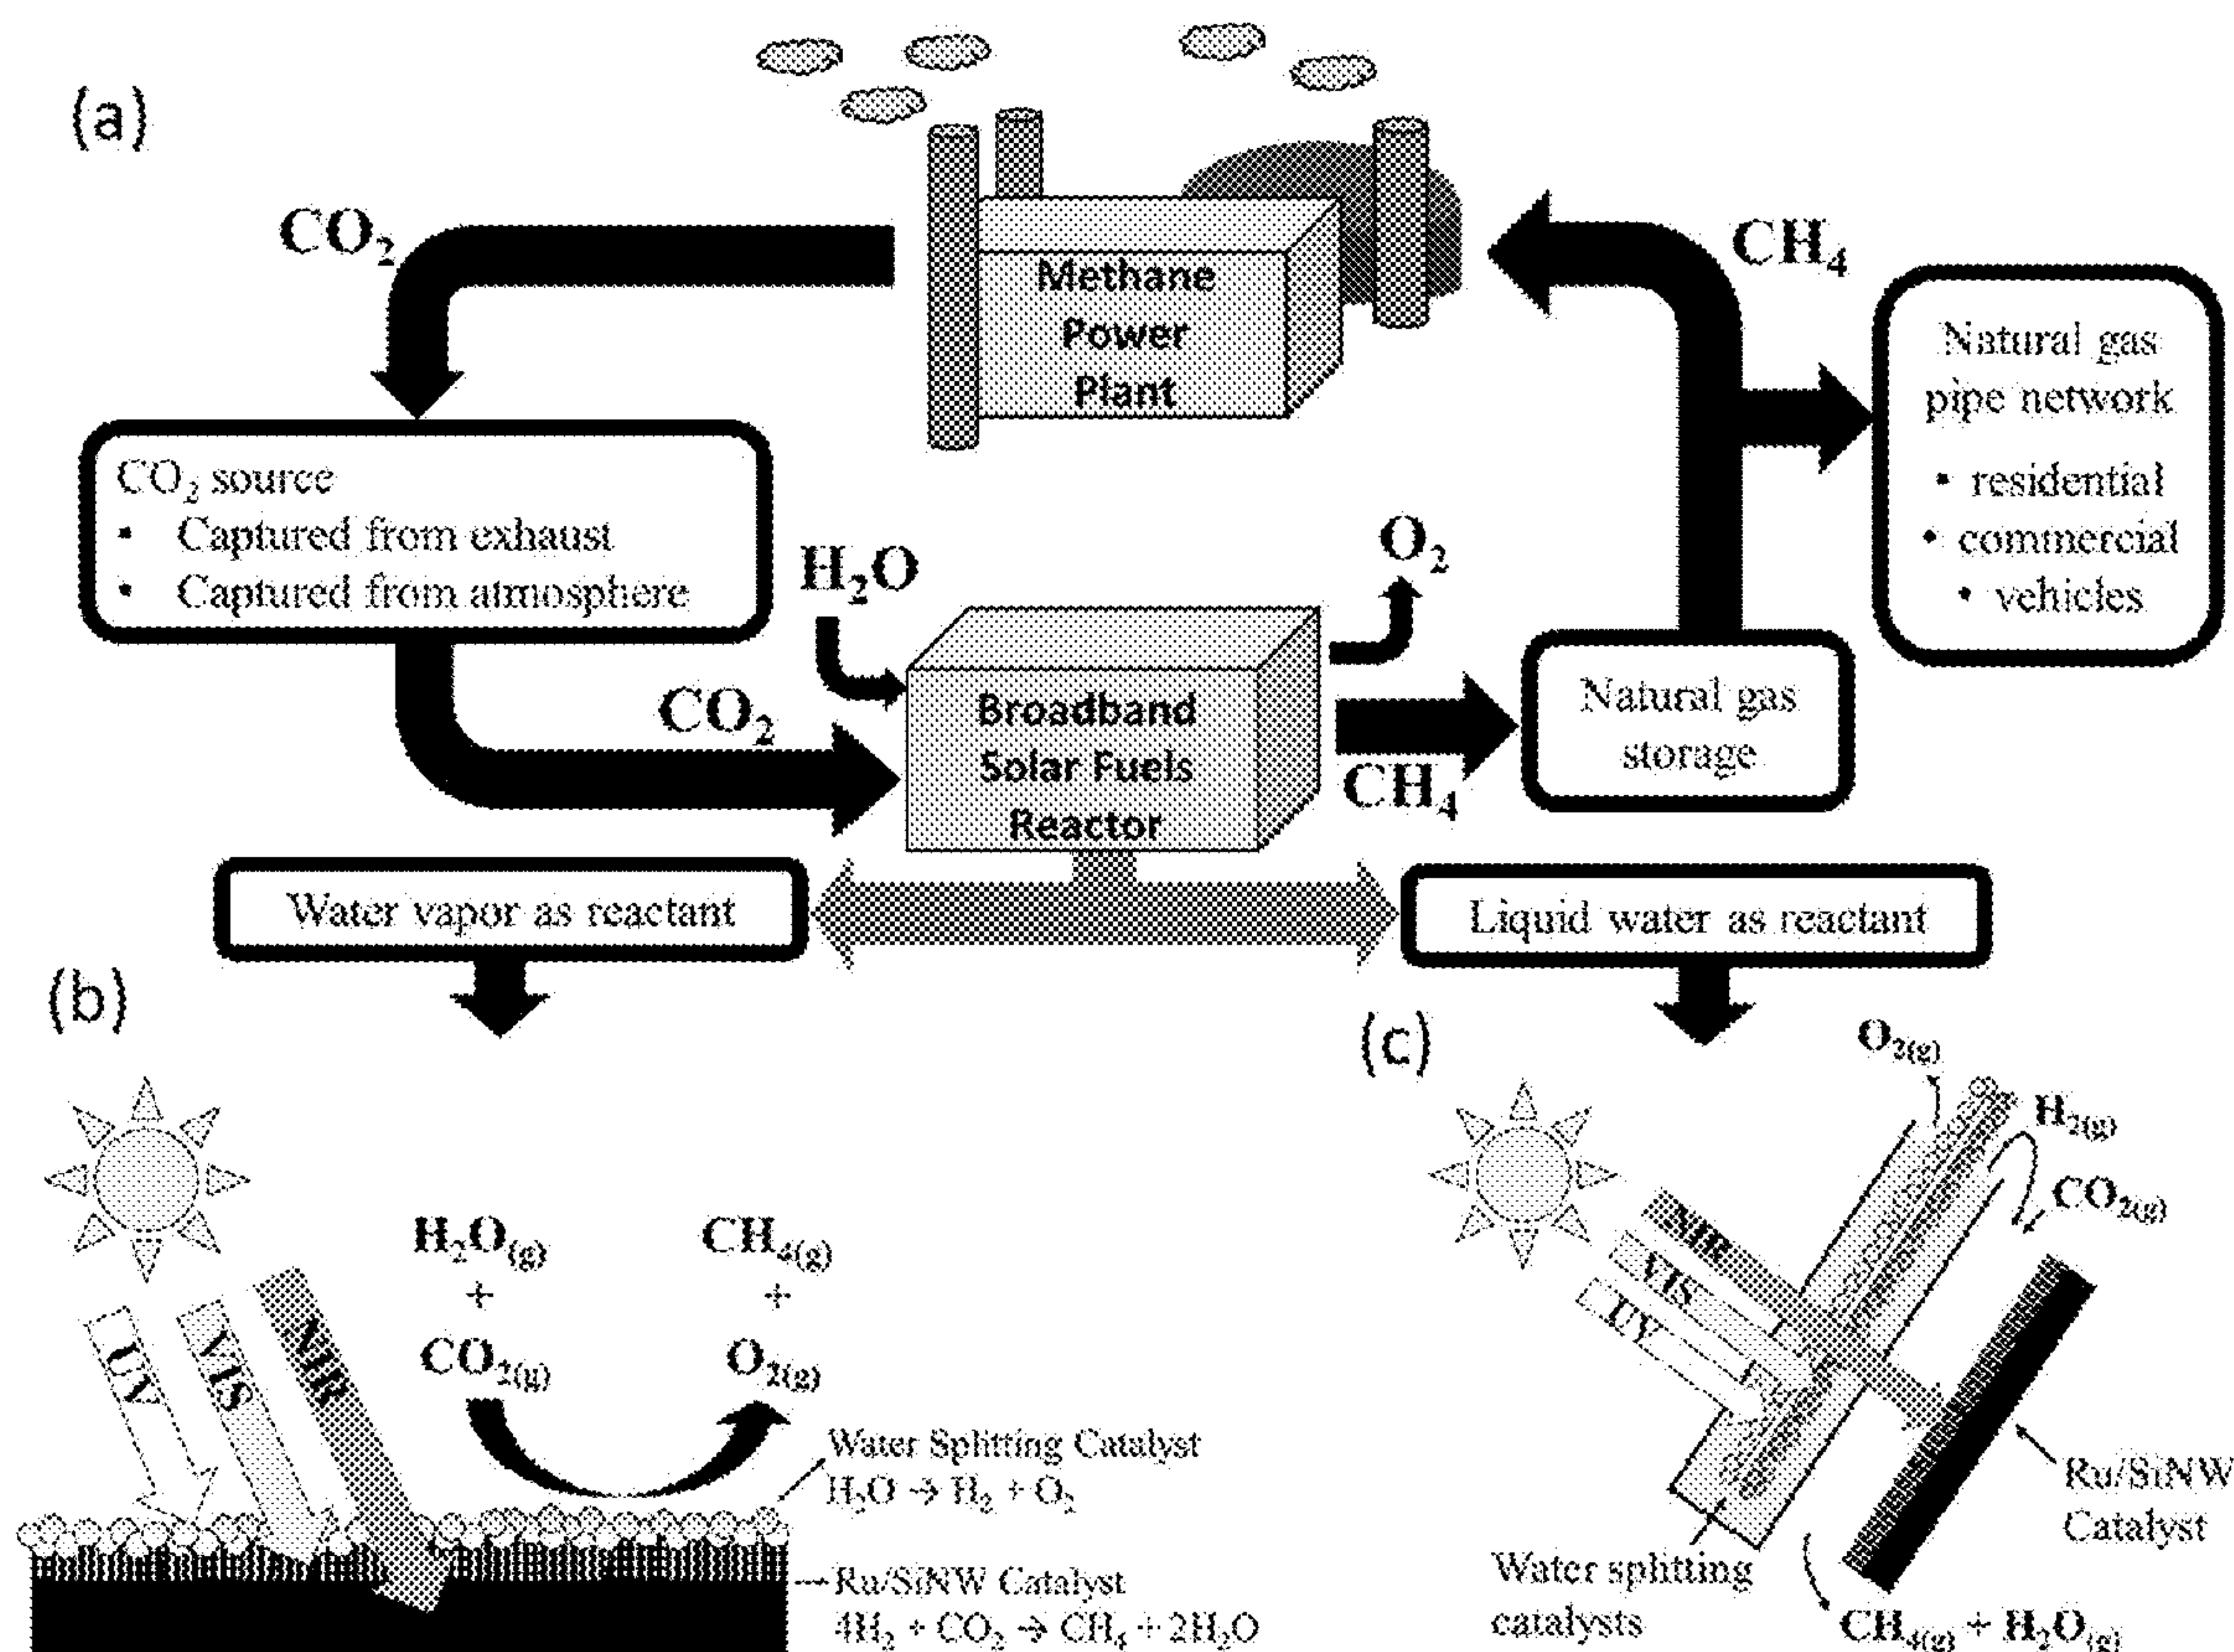 (a)
CO₂
CH₄
Methane
Power
Plant
Natural gas
pipe network
• residential
• commercial
• vehicles
CO₂ source
• Captured from exhaust
• Captured from atmosphere
H₂O
O₂
CO₂
Broadband
Solar Fuels
Reactor
CH₄
Natural gas
storage
Water vapor as reactant
Liquid water as reactant
(b)
UV
VIS
NIR
H₂O(g)
+
CO₂(g)
CH₄(g)
+
O₂(g)
Water Splitting Catalyst
H₂O → H₂ + O₂
Ru/SiNW Catalyst
4H₂ + CO₂ → CH₄ + 2H₂O
(c)
O₂(g)
H₂(g)
CO₂(g)
NIR
VIS
UV
Ru/SiNW
Catalyst
Water splitting
catalysts
CH₄(g) + H₂O(g)